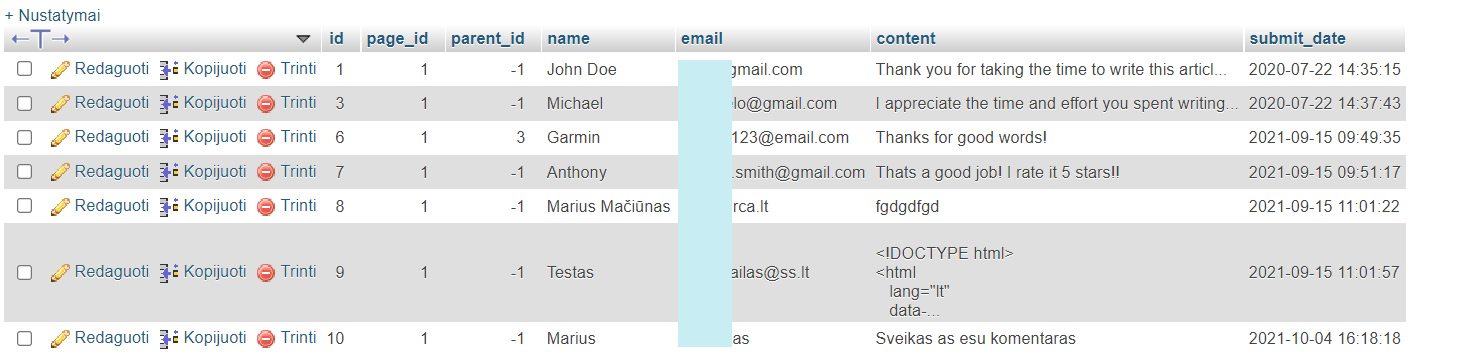 + Nustatymai
id page_id parent_id name email content submit_date
Redaguoti Kopijuoti Trinti 1 1 -1 John Doe gmail.com Thank you for taking the time to write this articl... 2020-07-22 14:35:15
Redaguoti Kopijuoti Trinti 3 1 -1 Michael elo@gmail.com I appreciate the time and effort you spent writing... 2020-07-22 14:37:43
Redaguoti Kopijuoti Trinti 6 1 3 Garmin 123@email.com Thanks for good words! 2021-09-15 09:49:35
Redaguoti Kopijuoti Trinti 7 1 -1 Anthony .smith@gmail.com Thats a good job! I rate it 5 stars!! 2021-09-15 09:51:17
Redaguoti Kopijuoti Trinti 8 1 -1 Marius Mačiūnas rca.lt fgdgdfgd 2021-09-15 11:01:22
<!DOCTYPE html>
<html
Redaguoti Kopijuoti Trinti 9 1 -1 Testas ailas@ss.lt 2021-09-15 11:01:57
lang="lt"
data-...
Redaguoti Kopijuoti Trinti 10 1 -1 Marius as Sveikas as esu komentaras 2021-10-04 16:18:18